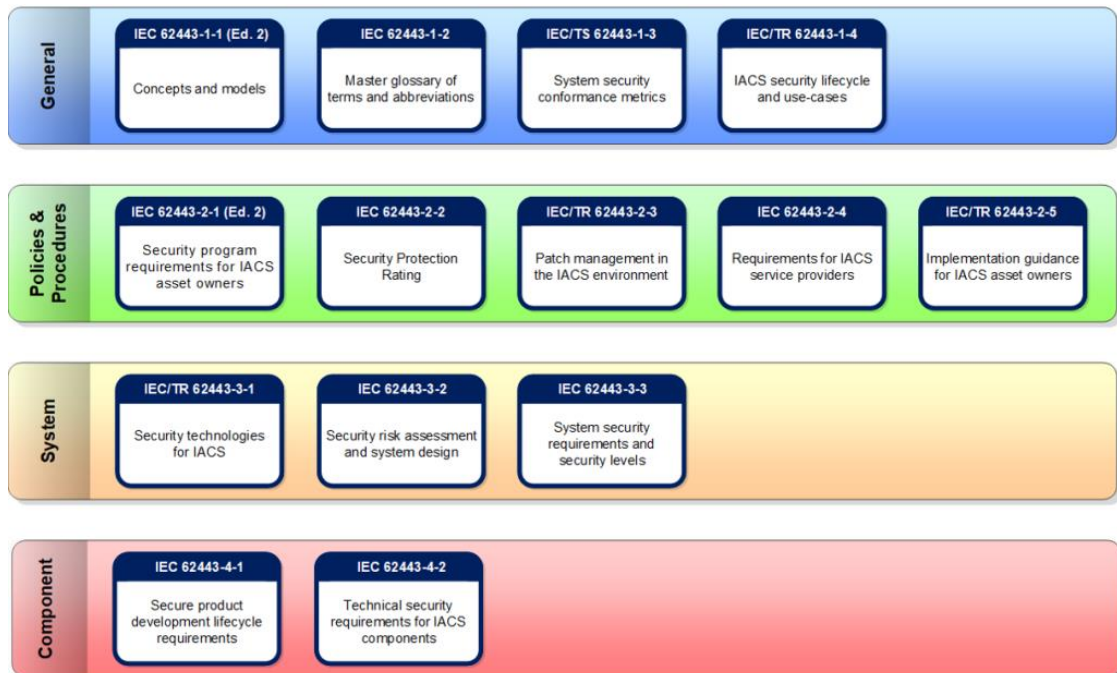 General
IEC 62443-1-1 (Ed. 2)
Concepts and models
IEC 62443-1-2
Master glossary of
terms and abbreviations
IEC/TS 62443-1-3
System security
conformance metrics
IEC/TR 62443-1-4
IACS security lifecycle
and use-cases
Policies &
Procedures
IEC 62443-2-1 (Ed. 2)
Security program
requirements for IACS
asset owners
IEC 62443-2-2
Security Protection
Rating
IEC/TR 62443-2-3
Patch management in
the IACS environment
IEC 62443-2-4
Requirements for IACS
service providers
IEC/TR 62443-2-5
Implementation guidance
for IACS asset owners
System
IEC/TR 62443-3-1
Security technologies
for IACS
IEC 62443-3-2
Security risk assessment
and system design
IEC 62443-3-3
System security
requirements and
security levels
Component
IEC 62443-4-1
Secure product
development lifecycle
requirements
IEC 62443-4-2
Technical security
requirements for IACS
components